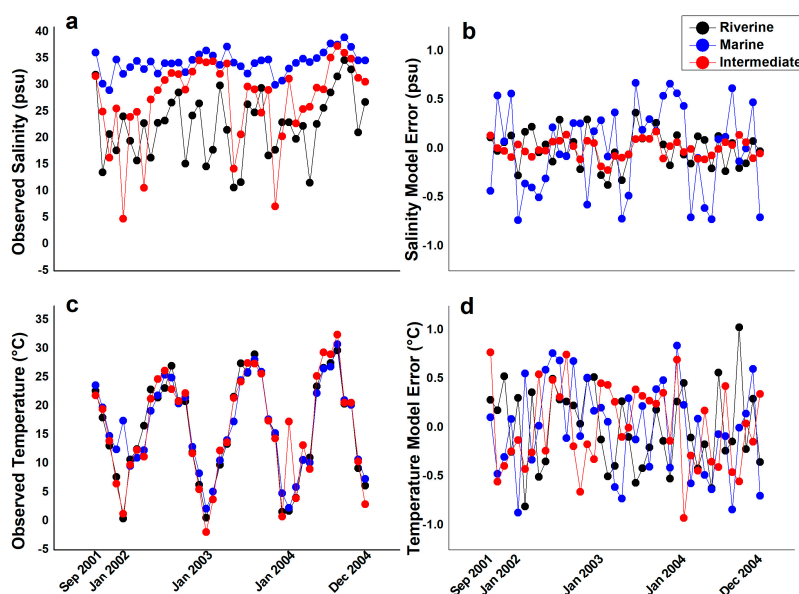 a
Observed Salinity (psu)
40
35
30
25
20
15
10
5
0
-5
b
Riverine
Marine
Intermediate
Salinity Model Error (psu)
1.0
0.5
0.0
-0.5
-1.0
c
Observed Temperature (°C)
35
30
25
20
15
10
5
0
-5
Sep 2001
Jan 2002
Jan 2003
Jan 2004
Dec 2004
d
Temperature Model Error (°C)
1.0
0.5
0.0
-0.5
-1.0
Sep 2001
Jan 2002
Jan 2003
Jan 2004
Dec 2004